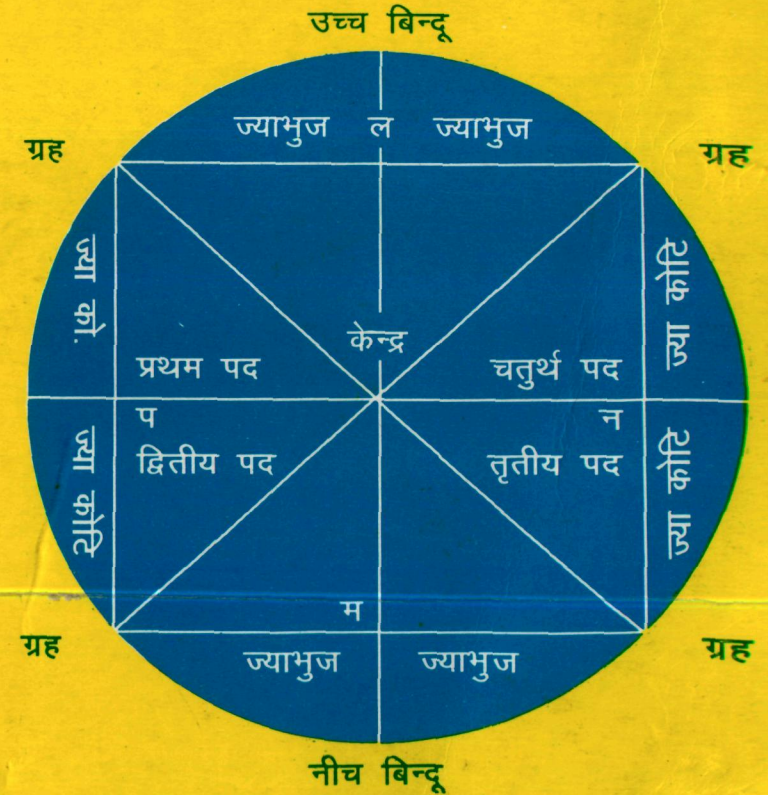 उच्च बिन्दू
ज्याभुज ल ज्याभुज
ग्रह ग्रह
ज्या को. ज्या कोटि
केन्द्र
प्रथम पद चतुर्थ पद
प न
द्वितीय पद तृतीय पद
ज्या कोटि ज्या कोटि
म
ग्रह ग्रह
ज्याभुज ज्याभुज
नीच बिन्दू